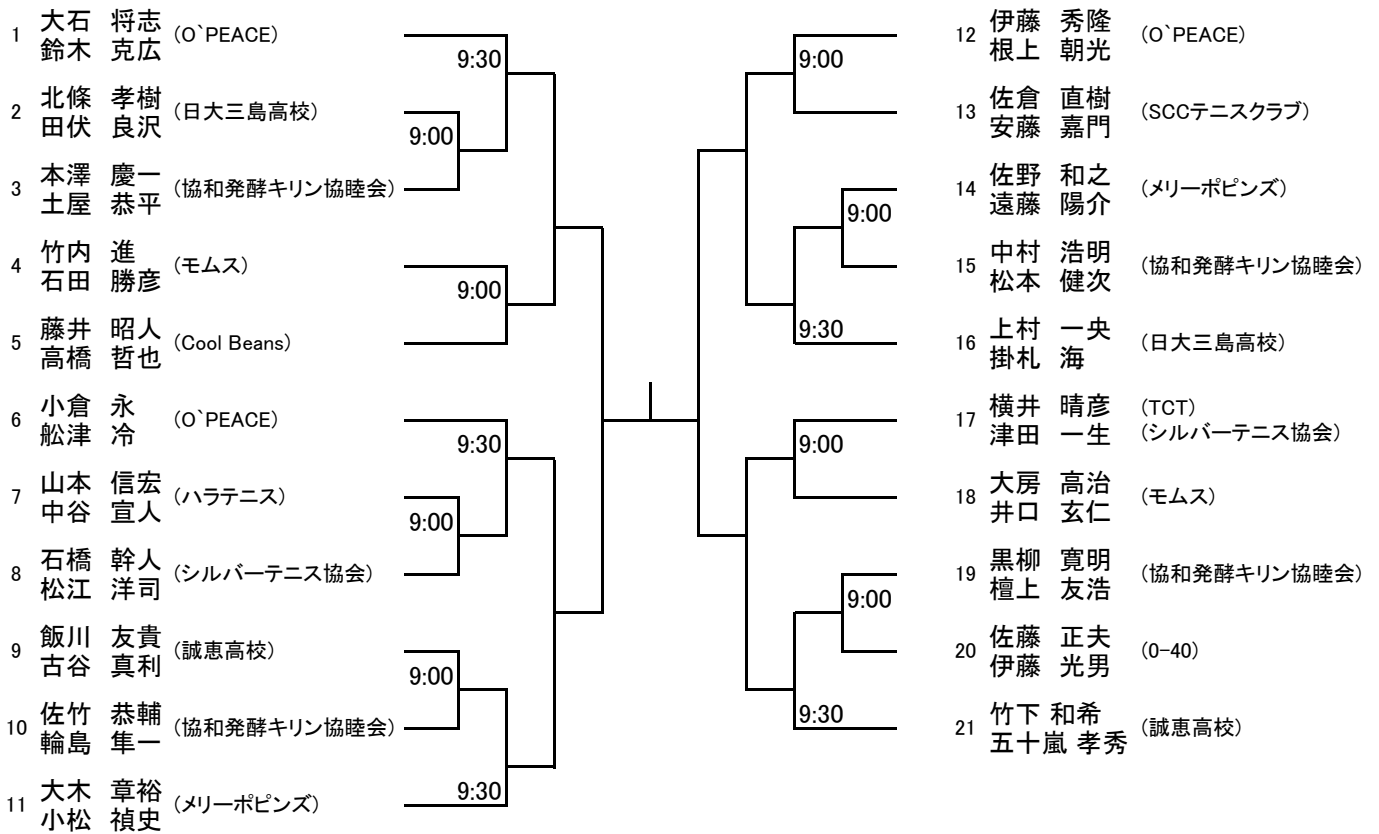 1 大石 将志 (O`PEACE)
鈴木 克広
2 北條 孝樹 (日大三島高校)
田伏 良沢
3 本澤 慶一 (協和発酵キリン協睦会)
土屋 恭平
4 竹内 進 (モムス)
石田 勝彦
5 藤井 昭人 (Cool Beans)
高橋 哲也
6 小倉 永 (O`PEACE)
舩津 冷
7 山本 信宏 (ハラテニス)
中谷 宣人
8 石橋 幹人 (シルバーテニス協会)
松江 洋司
9 飯川 友貴 (誠恵高校)
古谷 真利
10 佐竹 恭輔 (協和発酵キリン協睦会)
輪島 隼一
11 大木 章裕 (メリーポピンズ)
小松 禎史
9:30
9:00
9:00
9:30
9:00
9:00
9:30
9:00
9:00
9:30
9:00
9:00
9:30
12 伊藤 秀隆 (O`PEACE)
根上 朝光
13 佐倉 直樹 (SCCテニスクラブ)
安藤 嘉門
14 佐野 和之 (メリーポピンズ)
遠藤 陽介
15 中村 浩明 (協和発酵キリン協睦会)
松本 健次
16 上村 一央 (日大三島高校)
掛札 海
17 横井 晴彦 (TCT)
津田 一生 (シルバーテニス協会)
18 大房 高治 (モムス)
井口 玄仁
19 黒柳 寛明 (協和発酵キリン協睦会)
檀上 友浩
20 佐藤 正夫 (0-40)
伊藤 光男
21 竹下 和希 (誠恵高校)
五十嵐 孝秀